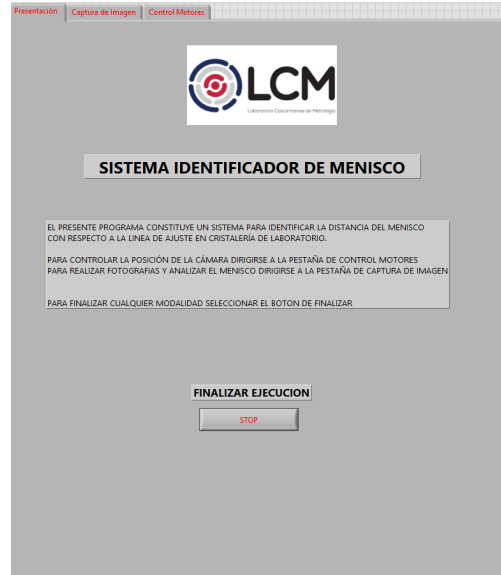 Presentación
Captura de Imagen
Control Motores
LCM
Laboratorio Costarricense de Metrología
SISTEMA IDENTIFICADOR DE MENISCO
EL PRESENTE PROGRAMA CONSTITUYE UN SISTEMA PARA IDENTIFICAR LA DISTANCIA DEL MENISCO
CON RESPECTO A LA LINEA DE AJUSTE EN CRISTALERÍA DE LABORATORIO.
PARA CONTROLAR LA POSICIÓN DE LA CÁMARA DIRIGIRSE A LA PESTAÑA DE CONTROL MOTORES
PARA REALIZAR FOTOGRAFIAS Y ANALIZAR EL MENISCO DIRIGIRSE A LA PESTAÑA DE CAPTURA DE IMAGEN
PARA FINALIZAR CUALQUIER MODALIDAD SELECCIONAR EL BOTON DE FINALIZAR
FINALIZAR EJECUCION
STOP